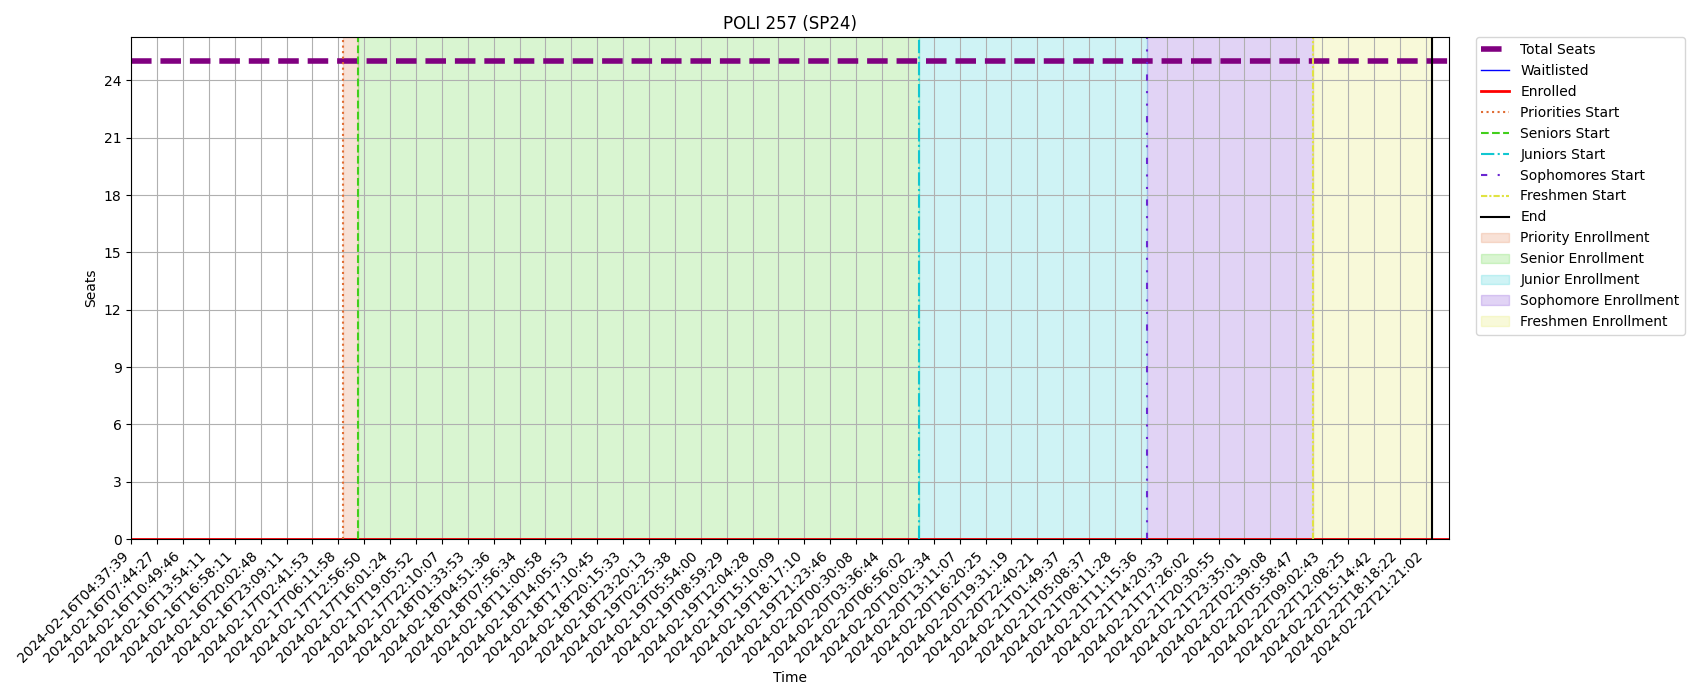 POLI 257 (SP24)
Seats
24
21
18
15
12
9
6
3
0
2024-02-16T04:37:39
2024-02-16T07:44:27
2024-02-16T10:49:46
2024-02-16T13:54:11
2024-02-16T16:58:11
2024-02-16T20:02:48
2024-02-16T23:09:11
2024-02-17T02:41:53
2024-02-17T06:11:58
2024-02-17T12:56:50
2024-02-17T16:01:24
2024-02-17T19:05:52
2024-02-17T22:10:07
2024-02-18T01:33:53
2024-02-18T04:51:36
2024-02-18T07:56:34
2024-02-18T11:00:58
2024-02-18T14:05:53
2024-02-18T17:10:45
2024-02-18T20:15:33
2024-02-18T23:20:13
2024-02-19T02:25:38
2024-02-19T05:54:00
2024-02-19T08:59:29
2024-02-19T12:04:28
2024-02-19T15:10:09
2024-02-19T18:17:10
2024-02-19T21:23:46
2024-02-20T00:30:08
2024-02-20T03:36:44
2024-02-20T06:56:02
2024-02-20T10:02:34
2024-02-20T13:11:07
2024-02-20T16:20:25
2024-02-20T19:31:19
2024-02-20T22:40:21
2024-02-21T01:49:37
2024-02-21T05:08:37
2024-02-21T08:11:28
2024-02-21T11:15:36
2024-02-21T14:20:33
2024-02-21T17:26:02
2024-02-21T20:30:55
2024-02-21T23:35:01
2024-02-22T02:39:08
2024-02-22T05:58:47
2024-02-22T09:02:43
2024-02-22T12:08:25
2024-02-22T15:14:42
2024-02-22T18:18:22
2024-02-22T21:21:02
Time
Total Seats
Waitlisted
Enrolled
Priorities Start
Seniors Start
Juniors Start
Sophomores Start
Freshmen Start
End
Priority Enrollment
Senior Enrollment
Junior Enrollment
Sophomore Enrollment
Freshmen Enrollment